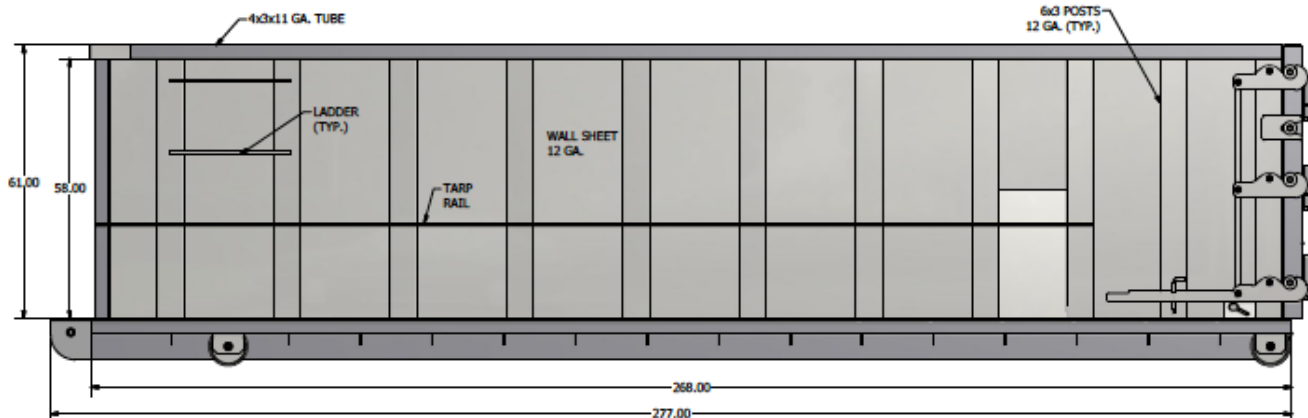 4x3x11 GA. TUBE
6x3 POSTS
12 GA. (TYP.)
LADDER
(TYP.)
WALL SHEET
12 GA.
61.00
58.00
TARP
RAIL
268.00
277.00